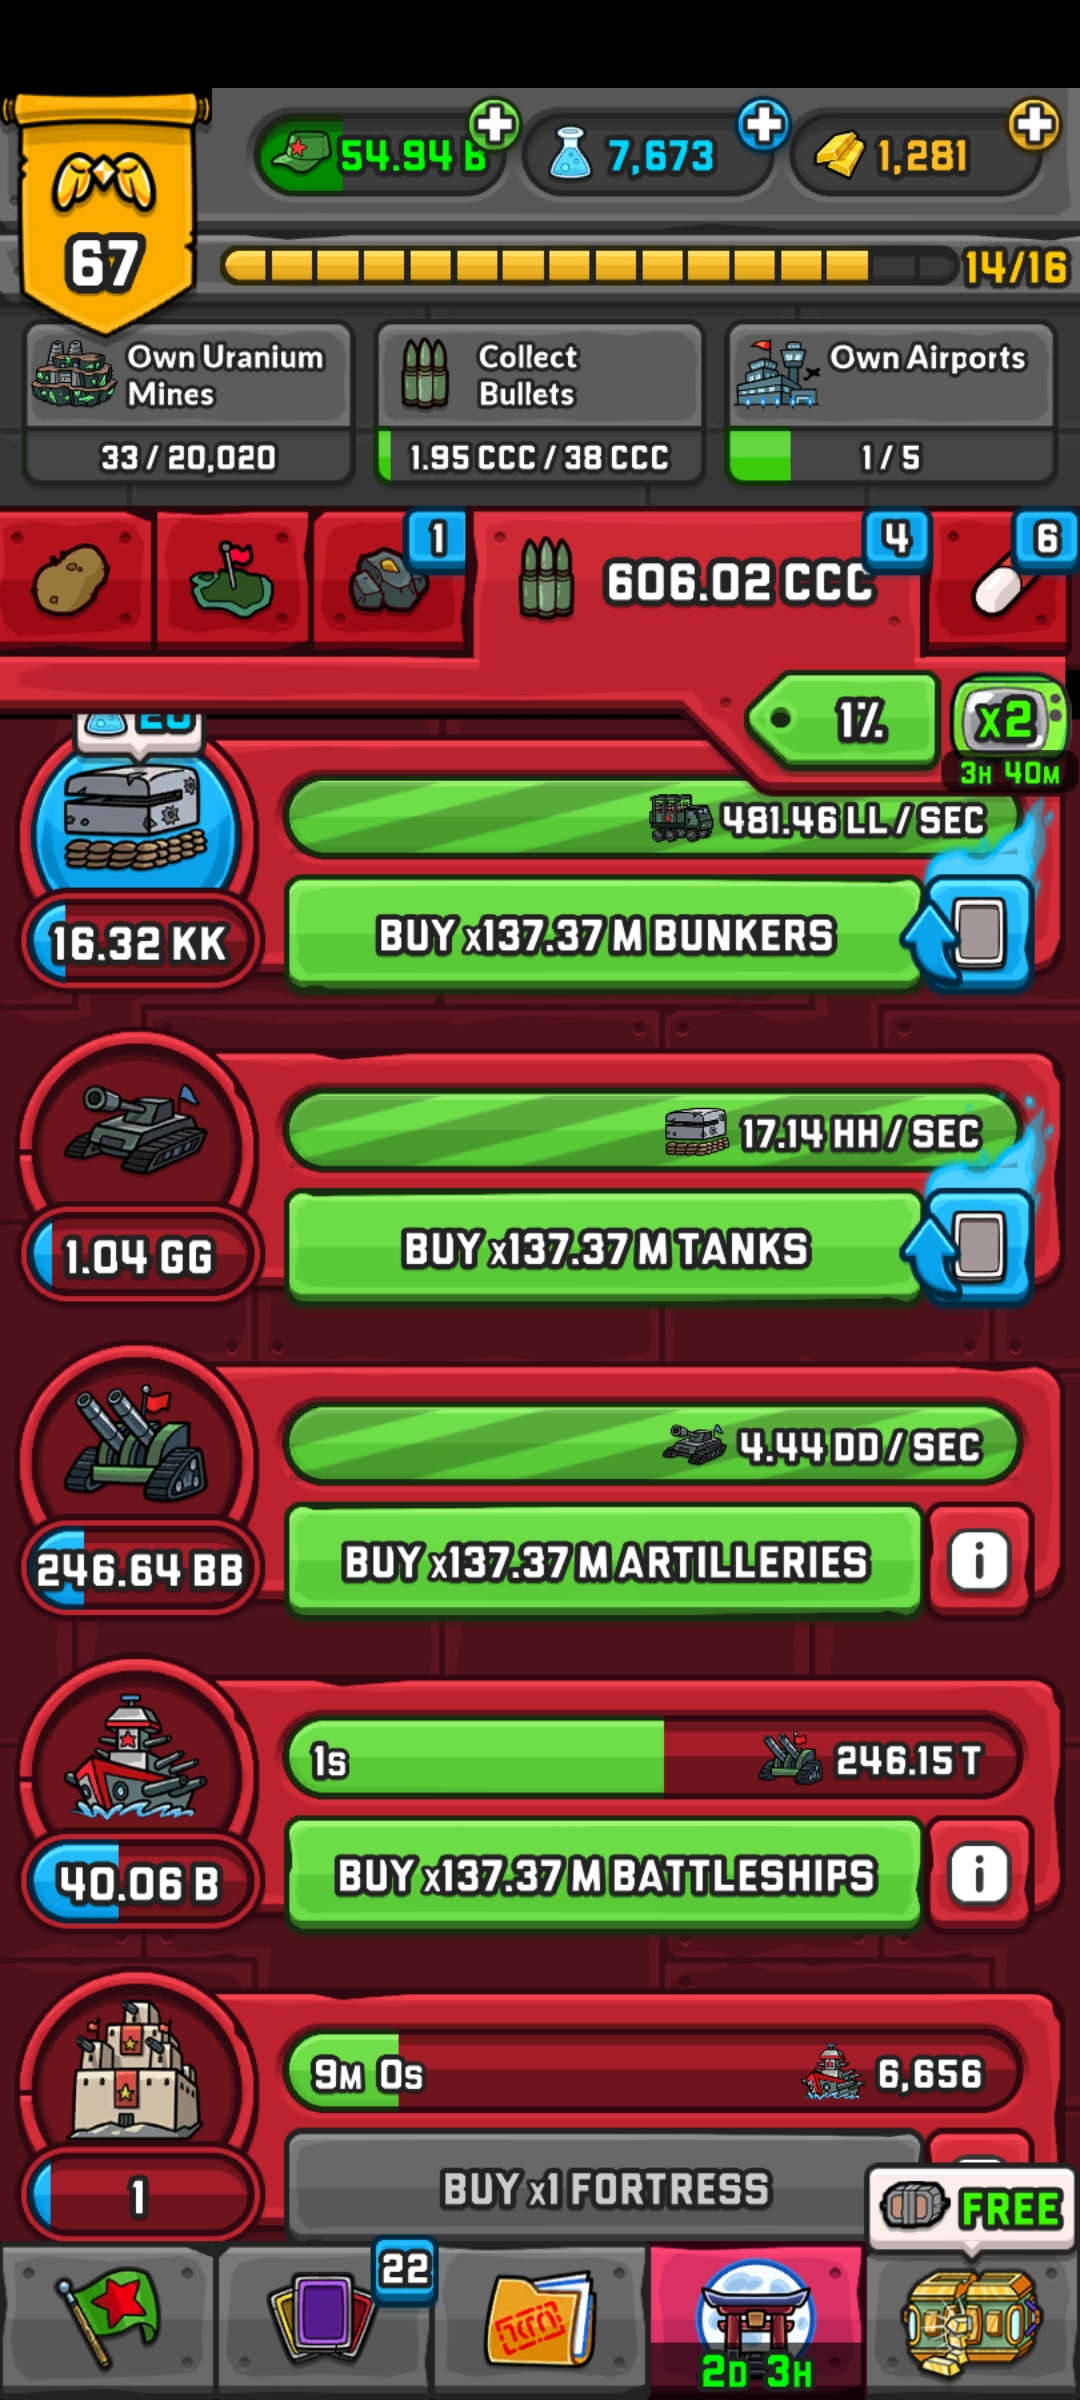 54.94 B
7,673
1,281
67
14/16
Own Uranium
Mines
33 / 20,020
Collect
Bullets
1.95 CCC / 38 CCC
Own Airports
1 / 5
1
606.02 CCC
4
6
1%
x2
3H 40M
20
481.46 LL / SEC
16.32 KK
BUY x137.37 M BUNKERS
17.14 HH / SEC
1.04 GG
BUY x137.37 M TANKS
4.44 DD / SEC
246.64 BB
BUY x137.37 M ARTILLERIES
i
1S
246.15 T
40.06 B
BUY x137.37 M BATTLESHIPS
i
9M 0S
6,656
1
BUY x1 FORTRESS
FREE
22
2D 3H